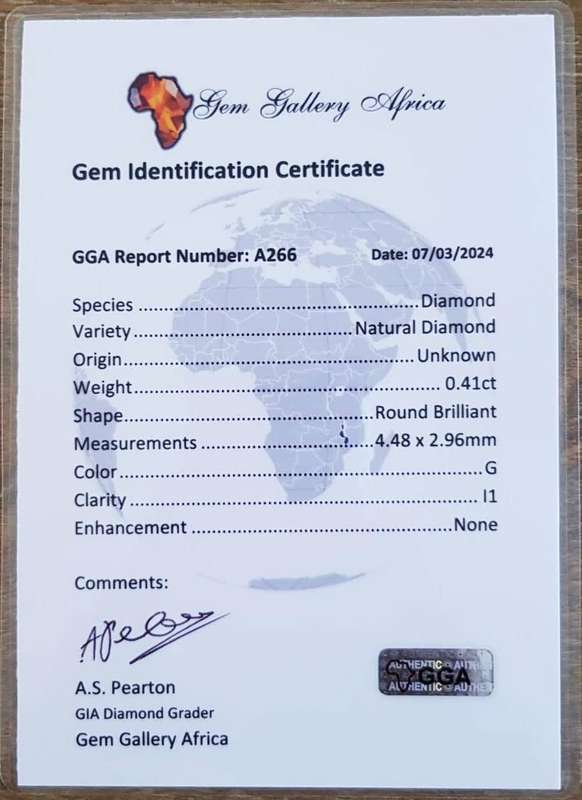 Gem Gallery Africa
Gem Identification Certificate
GGA Report Number: A266 Date: 07/03/2024
Species ................................................ Diamond
Variety ....................................... Natural Diamond
Origin .................................................. Unknown
Weight ..................................................... 0.41ct
Shape ........................................... Round Brilliant
Measurements ............................. 4.48 x 2.96mm
Color ............................................................. G
Clarity ........................................................... I1
Enhancement ............................................ None
Comments:
A.S. Pearton
GIA Diamond Grader
Gem Gallery Africa
AUTHENTIC AUTHE
GGA
AUTHENTIC AUTHE